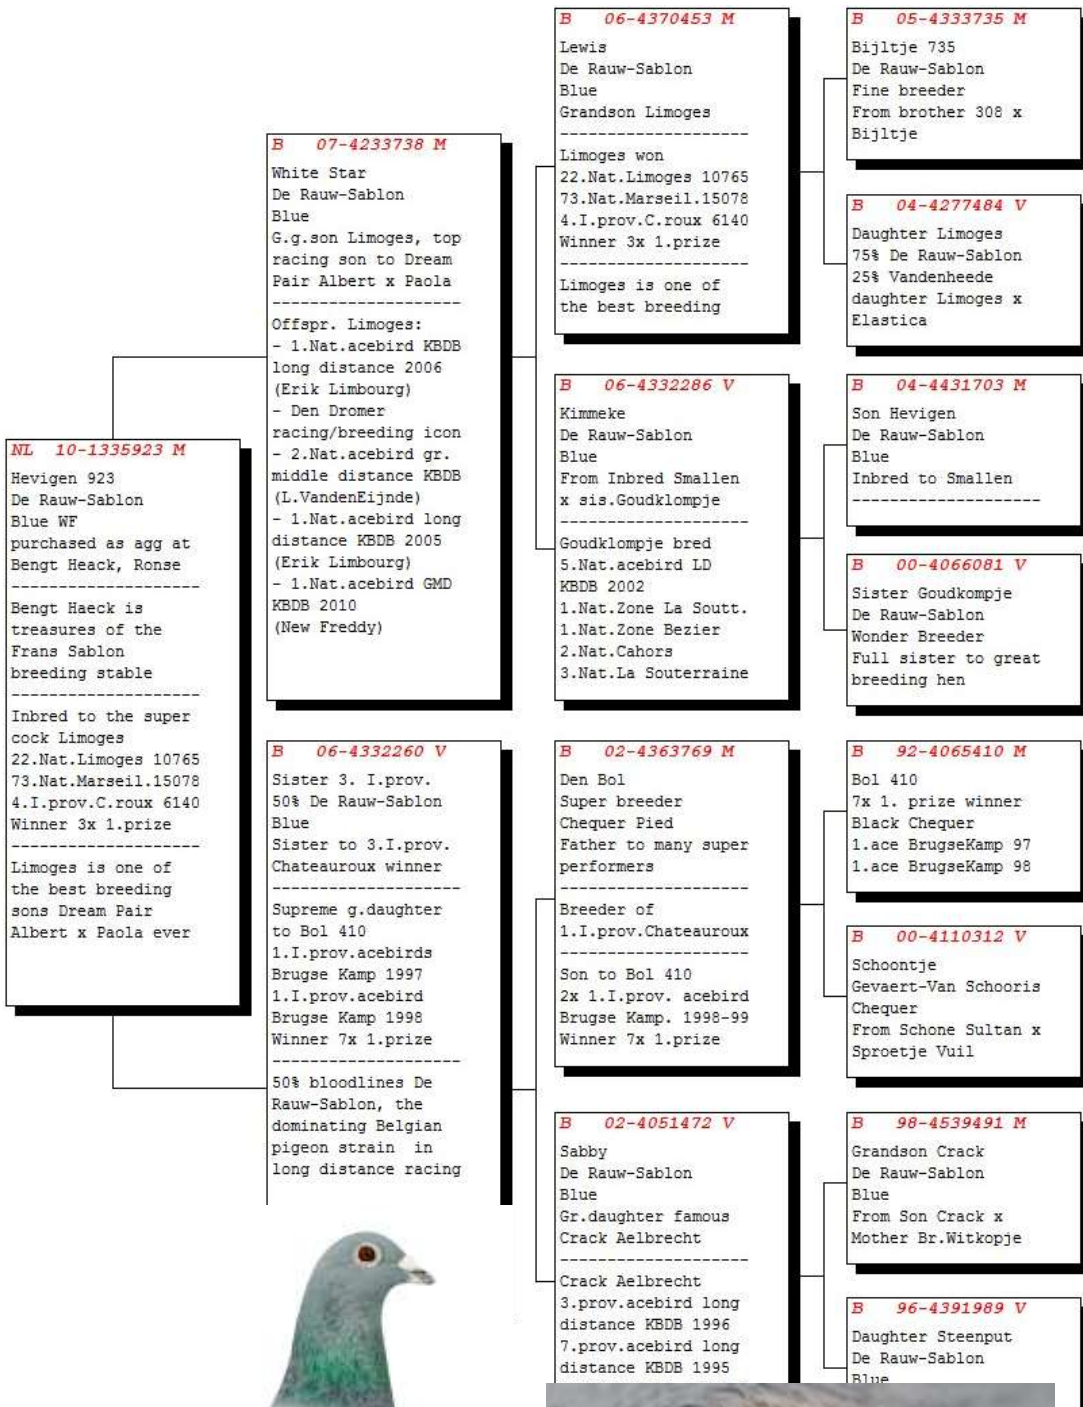 NL 10-1335923 M
Hevigen 923
De Rauw-Sablon
Blue WF
purchased as agg at
Bengt Heack, Ronse
--------------------
Bengt Haeck is
treasures of the
Frans Sablon
breeding stable
--------------------
Inbred to the super
cock Limoges
22.Nat.Limoges 10765
73.Nat.Marseil.15078
4.I.prov.C.roux 6140
Winner 3x 1.prize
--------------------
Limoges is one of
the best breeding
sons Dream Pair
Albert x Paola ever
B 07-4233738 M
White Star
De Rauw-Sablon
Blue
G.g.son Limoges, top
racing son to Dream
Pair Albert x Paola
--------------------
Offspr. Limoges:
- 1.Nat.acebird KBDB
long distance 2006
(Erik Limbourg)
- Den Dromer
racing/breeding icon
- 2.Nat.acebird gr.
middle distance KBDB
(L.VandenEijnde)
- 1.Nat.acebird long
distance KBDB 2005
(Erik Limbourg)
- 1.Nat.acebird GMD
KBDB 2010
(New Freddy)
B 06-4332260 V
Sister 3. I.prov.
50% De Rauw-Sablon
Blue
Sister to 3.I.prov.
Chateauroux winner
--------------------
Supreme g.daughter
to Bol 410
1.I.prov.acebirds
Brugse Kamp 1997
1.I.prov.acebird
Brugse Kamp 1998
Winner 7x 1.prize
--------------------
50% bloodlines De
Rauw-Sablon, the
dominating Belgian
pigeon strain in
long distance racing
B 06-4370453 M
Lewis
De Rauw-Sablon
Blue
Grandson Limoges
--------------------
Limoges won
22.Nat.Limoges 10765
73.Nat.Marseil.15078
4.I.prov.C.roux 6140
Winner 3x 1.prize
--------------------
Limoges is one of
the best breeding
B 06-4332286 V
Kimmeke
De Rauw-Sablon
Blue
From Inbred Smallen
x sis.Goudklompje
--------------------
Goudklompje bred
5.Nat.acebird LD
KBDB 2002
1.Nat.Zone La Soutt.
1.Nat.Zone Bezier
2.Nat.Cahors
3.Nat.La Souterraine
B 02-4363769 M
Den Bol
Super breeder
Chequer Pied
Father to many super
performers
--------------------
Breeder of
1.I.prov.Chateauroux
--------------------
Son to Bol 410
2x 1.I.prov. acebird
Brugse Kamp. 1998-99
Winner 7x 1.prize
B 02-4051472 V
Sabby
De Rauw-Sablon
Blue
Gr.daughter famous
Crack Aelbrecht
--------------------
Crack Aelbrecht
3.prov.acebird long
distance KBDB 1996
7.prov.acebird long
distance KBDB 1995
B 05-4333735 M
Bijltje 735
De Rauw-Sablon
Fine breeder
From brother 308 x
Bijltje
B 04-4277484 V
Daughter Limoges
75% De Rauw-Sablon
25% Vandenheede
daughter Limoges x
Elastica
B 04-4431703 M
Son Hevigen
De Rauw-Sablon
Blue
Inbred to Smallen
--------------------
B 00-4066081 V
Sister Goudkompje
De Rauw-Sablon
Wonder Breeder
Full sister to great
breeding hen
B 92-4065410 M
Bol 410
7x 1. prize winner
Black Chequer
1.ace BrugseKamp 97
1.ace BrugseKamp 98
B 00-4110312 V
Schoontje
Gevaert-Van Schooris
Chequer
From Schone Sultan x
Sproetje Vuil
B 98-4539491 M
Grandson Crack
De Rauw-Sablon
Blue
From Son Crack x
Mother Br.Witkopje
B 96-4391989 V
Daughter Steenput
De Rauw-Sablon
Blue